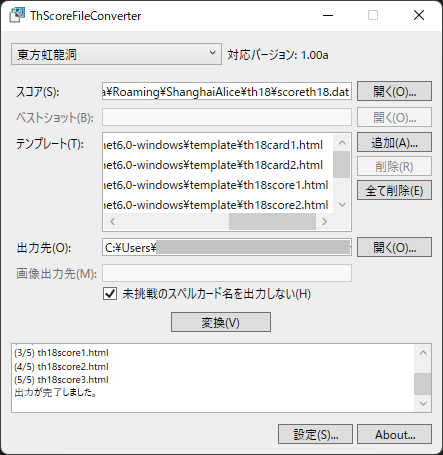 ThScoreFileConverter
東方虹龍洞 対応バージョン: 1.00a
スコア(S): a¥Roaming¥ShanghaiAlice¥th18¥scoreth18.dat 開く(O)...
ベストショット(B): 開く(O)...
テンプレート(T): net6.0-windows¥template¥th18card1.html 追加(A)...
net6.0-windows¥template¥th18card2.html 削除(R)
net6.0-windows¥template¥th18score1.html 全て削除(E)
net6.0-windows¥template¥th18score2.html
出力先(O): C:¥Users¥ 開く(O)...
画像出力先(M):
未挑戦のスペルカード名を出力しない(H)
変換(V)
(3/5) th18score1.html
(4/5) th18score2.html
(5/5) th18score3.html
出力が完了しました。
設定(S)... About...